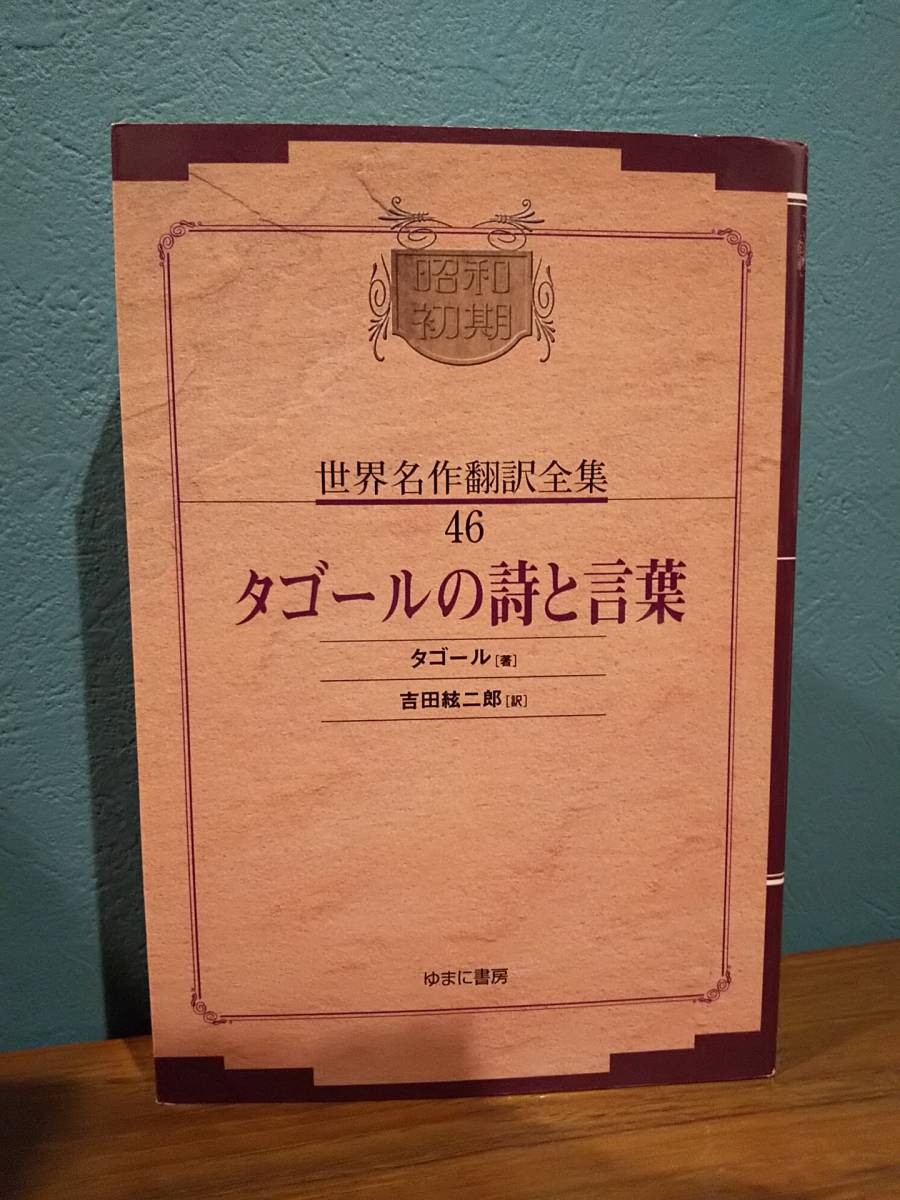 昭和
初期
世界名作翻訳全集
46
タゴールの詩と言葉
タゴール[著]
吉田絃二郎[訳]
ゆまに書房